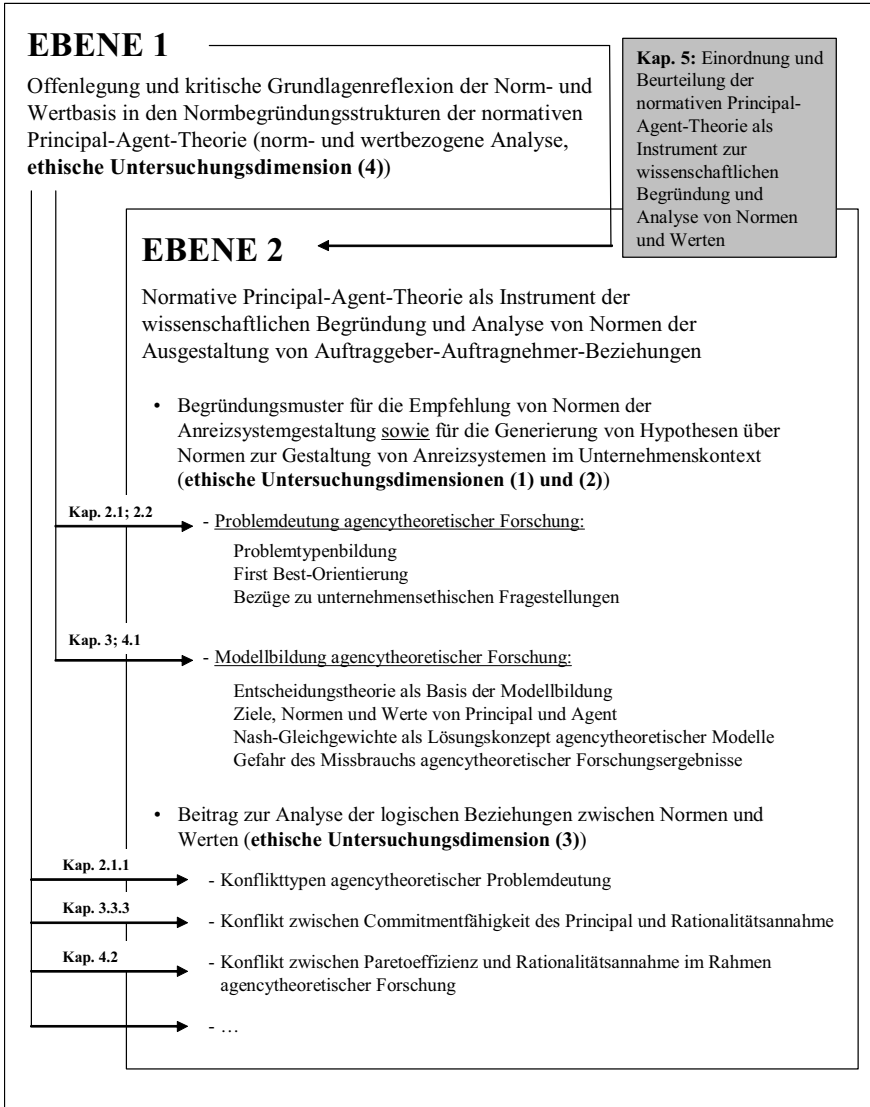 EBENE 1
Offenlegung und kritische Grundlagenreflexion der Norm- und
Wertbasis in den Normbegründungsstrukturen der normativen
Principal-Agent-Theorie (norm- und wertbezogene Analyse,
ethische Untersuchungsdimension (4))
Kap. 5: Einordnung und
Beurteilung der
normativen Principal-
Agent-Theorie als
Instrument zur
wissenschaftlichen
Begründung und
Analyse von Normen
und Werten
EBENE 2
Normative Principal-Agent-Theorie als Instrument der
wissenschaftlichen Begründung und Analyse von Normen der
Ausgestaltung von Auftraggeber-Auftragnehmer-Beziehungen
• Begründungsmuster für die Empfehlung von Normen der
Anreizsystemgestaltung sowie für die Generierung von Hypothesen über
Normen zur Gestaltung von Anreizsystemen im Unternehmenskontext
(ethische Untersuchungsdimensionen (1) und (2))
Kap. 2.1; 2.2
- Problemdeutung agencytheoretischer Forschung:
Problemtypenbildung
First Best-Orientierung
Bezüge zu unternehmensethischen Fragestellungen
Kap. 3; 4.1
- Modellbildung agencytheoretischer Forschung:
Entscheidungstheorie als Basis der Modellbildung
Ziele, Normen und Werte von Principal und Agent
Nash-Gleichgewichte als Lösungskonzept agencytheoretischer Modelle
Gefahr des Missbrauchs agencytheoretischer Forschungsergebnisse
• Beitrag zur Analyse der logischen Beziehungen zwischen Normen und
Werten (ethische Untersuchungsdimension (3))
Kap. 2.1.1
- Konflikttypen agencytheoretischer Problemdeutung
Kap. 3.3.3
- Konflikt zwischen Commitmentfähigkeit des Principal und Rationalitätsannahme
Kap. 4.2
- Konflikt zwischen Paretoeffizienz und Rationalitätsannahme im Rahmen
agencytheoretischer Forschung
- …